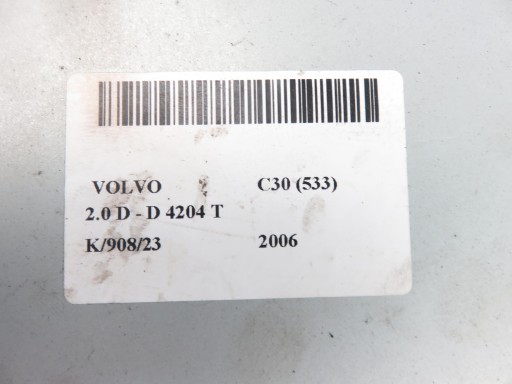 VOLVO C30 (533)
2.0 D - D 4204 T
K/908/23 2006